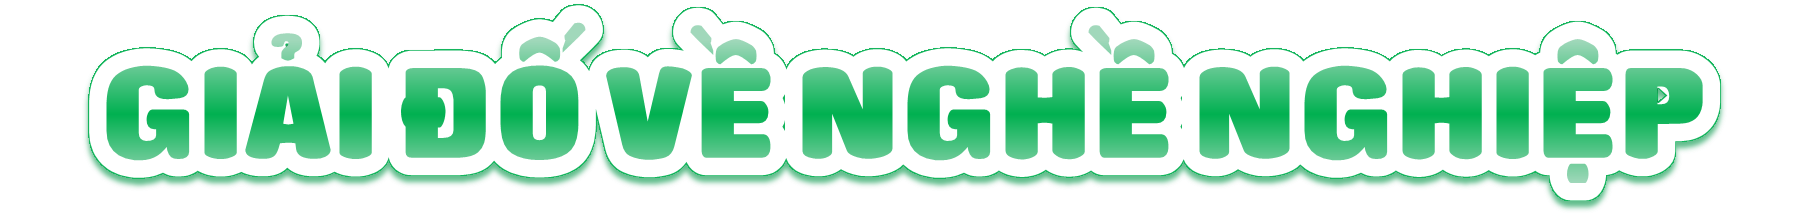 GIẢI ĐỐ VỀ NGHỀ NGHIỆP